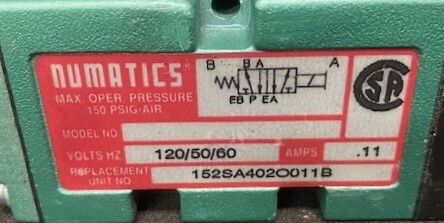 NUMATICS®
MAX OPER PRESSURE
150 PSIG-AIR
B B A A
EB P EA
CSA
MODEL NO
VOLTS HZ 120/50/60 AMPS .11
REPLACEMENT
UNIT NO 152SA402O011B